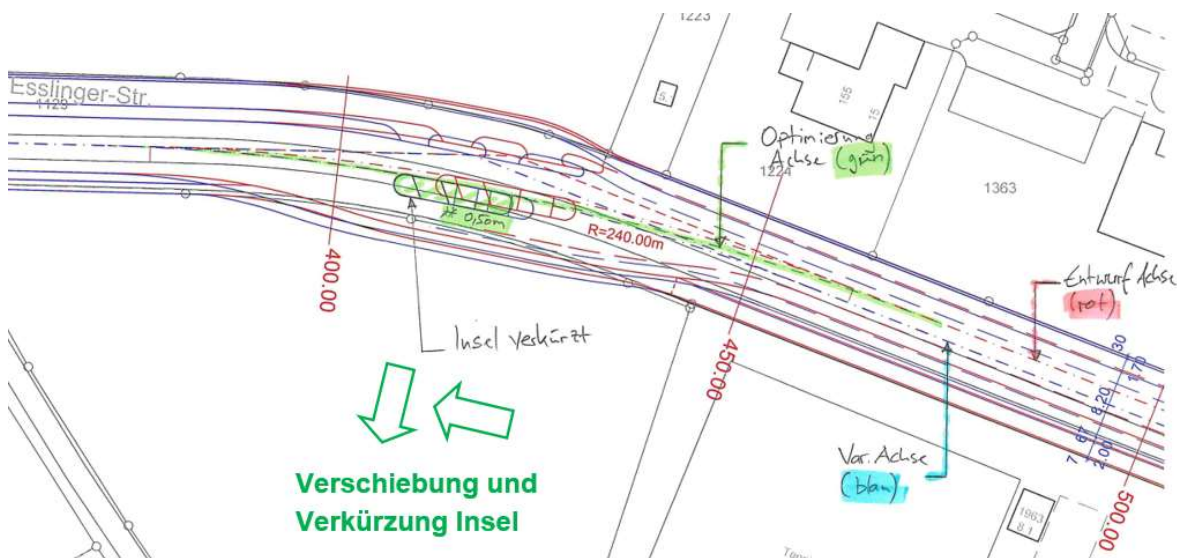 1223
Esslinger-Str.
1129
5
155
15
Optimierung
Achse (grün)
1224
1363
# 0,50m
R=240.00m
400.00
Entwurf Achse
(rot)
Insel verkürzt
450.00
30
1.70
8.20
67
2.00
7
Var. Achse
(blau)
Verschiebung und
Verkürzung Insel
1963
8.1
500.00